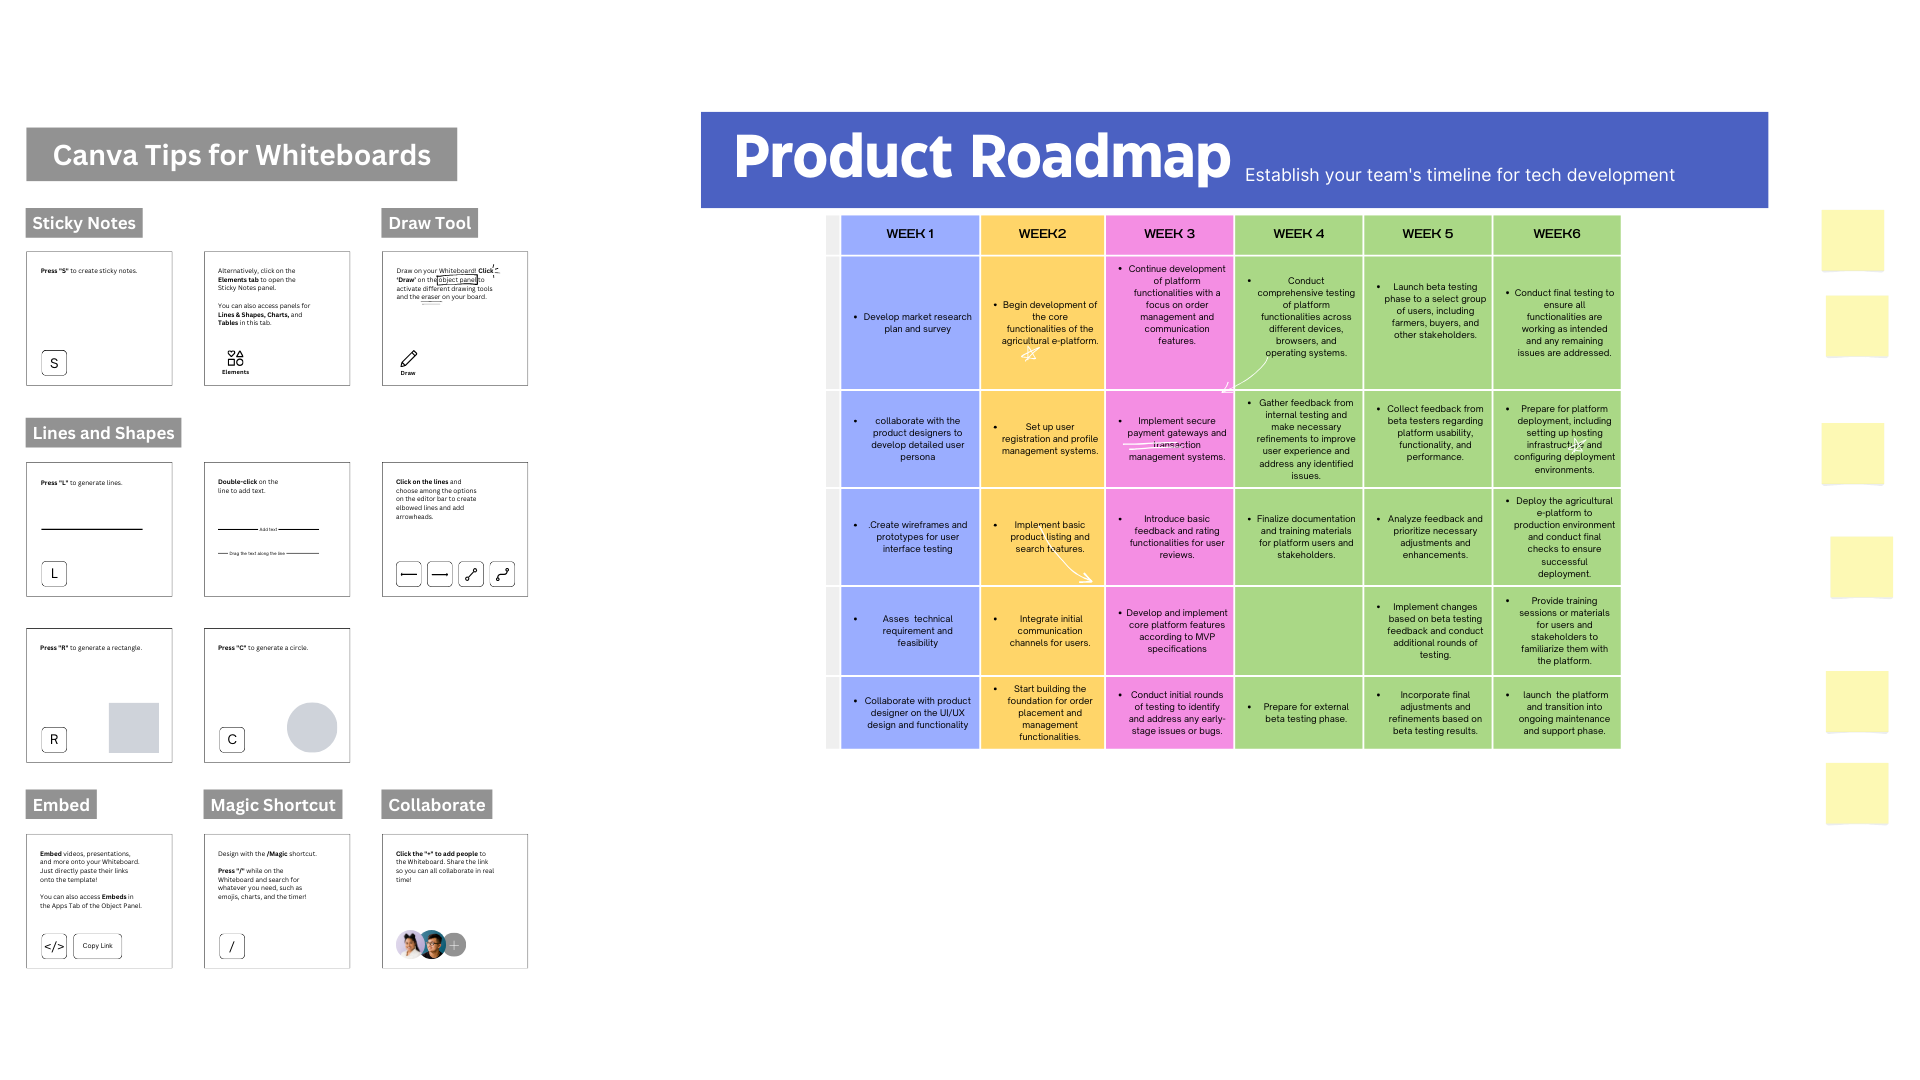 Canva Tips for Whiteboards
Sticky Notes
Draw Tool
Press "S" to create sticky notes.
S
Alternatively, click on the
Elements tab to open the
Sticky Notes panel.
You can also access panels for
Lines & Shapes, Charts, and
Tables in this tab.
Elements
Draw on your Whiteboard! Click
'Draw' on the object panel to
activate different drawing tools
and the eraser on your board.
Draw
Lines and Shapes
Press "L" to generate lines.
L
Double-click on the
line to add text.
Add text
Drag the text along the line
Click on the lines and
choose among the options
on the editor bar to create
elbowed lines and add
arrowheads.
Press "R" to generate a rectangle.
R
Press "C" to generate a circle.
C
Embed
Magic Shortcut
Collaborate
Embed videos, presentations,
and more onto your Whiteboard.
Just directly paste their links
onto the template!
You can also access Embeds in
the Apps Tab of the Object Panel.
</>
Copy Link
Design with the /Magic shortcut.
Press "/" while on the
Whiteboard and search for
whatever you need, such as
emojis, charts, and the timer!
/
Click the "+" to add people to
the Whiteboard. Share the link
so you can all collaborate in real
time!
Product Roadmap
Establish your team's timeline for tech development
WEEK 1
WEEK2
WEEK 3
WEEK 4
WEEK 5
WEEK6
• Develop market research
plan and survey
• Begin development of
the core
functionalities of the
agricultural e-platform.
• Continue development
of platform
functionalities with a
focus on order
management and
communication
features.
• Conduct
comprehensive testing
of platform
functionalities across
different devices,
browsers, and
operating systems.
• Launch beta testing
phase to a select group
of users, including
farmers, buyers, and
other stakeholders.
• Conduct final testing to
ensure all
functionalities are
working as intended
and any remaining
issues are addressed.
• collaborate with the
product designers to
develop detailed user
persona
• Set up user
registration and profile
management systems.
• Implement secure
payment gateways and
transaction
management systems.
• Gather feedback from
internal testing and
make necessary
refinements to improve
user experience and
address any identified
issues.
• Collect feedback from
beta testers regarding
platform usability,
functionality, and
performance.
• Prepare for platform
deployment, including
setting up hosting
infrastructure and
configuring deployment
environments.
• .Create wireframes and
prototypes for user
interface testing
• Implement basic
product listing and
search features.
• Introduce basic
feedback and rating
functionalities for user
reviews.
• Finalize documentation
and training materials
for platform users and
stakeholders.
• Analyze feedback and
prioritize necessary
adjustments and
enhancements.
• Deploy the agricultural
e-platform to
production environment
and conduct final
checks to ensure
successful
deployment.
• Asses technical
requirement and
feasibility
• Integrate initial
communication
channels for users.
• Develop and implement
core platform features
according to MVP
specifications
• Implement changes
based on beta testing
feedback and conduct
additional rounds of
testing.
• Provide training
sessions or materials
for users and
stakeholders to
familiarize them with
the platform.
• Collaborate with product
designer on the UI/UX
design and functionality
• Start building the
foundation for order
placement and
management
functionalities.
• Conduct initial rounds
of testing to identify
and address any early-
stage issues or bugs.
• Prepare for external
beta testing phase.
• Incorporate final
adjustments and
refinements based on
beta testing results.
• launch the platform
and transition into
ongoing maintenance
and support phase.